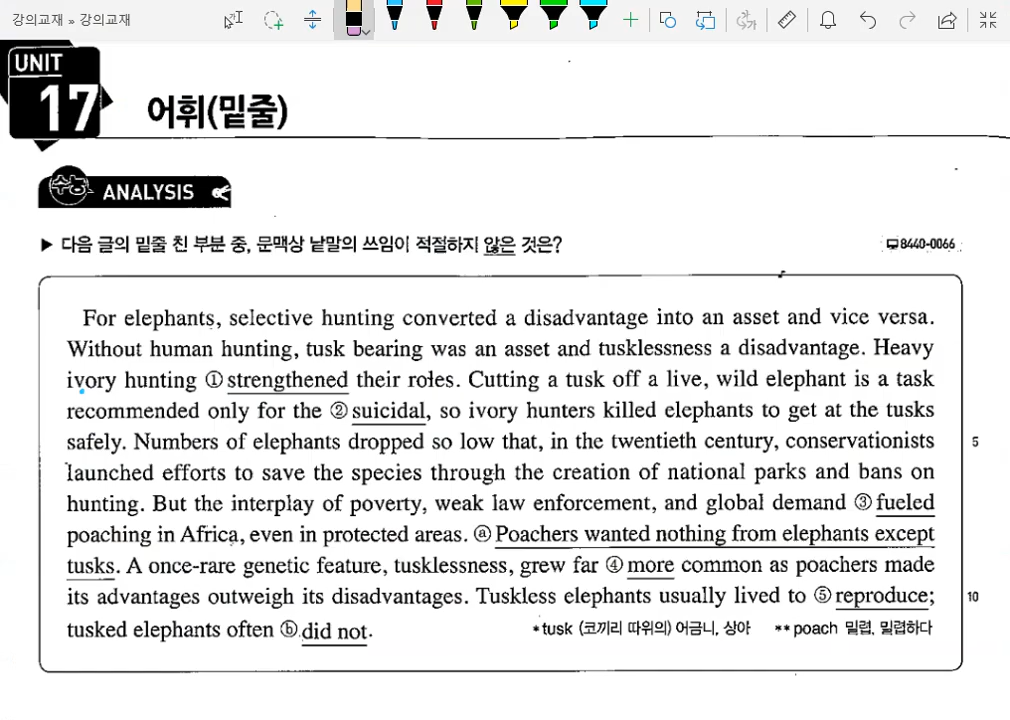 강의교재 » 강의교재
UNIT
17
어휘(밑줄)
수능
ANALYSIS
▶ 다음 글의 밑줄 친 부분 중, 문맥상 낱말의 쓰임이 적절하지 않은 것은?
8440-0066
For elephants, selective hunting converted a disadvantage into an asset and vice versa.
Without human hunting, tusk bearing was an asset and tusklessness a disadvantage. Heavy
ivory hunting ① strengthened their roles. Cutting a tusk off a live, wild elephant is a task
recommended only for the ② suicidal, so ivory hunters killed elephants to get at the tusks
safely. Numbers of elephants dropped so low that, in the twentieth century, conservationists
5
launched efforts to save the species through the creation of national parks and bans on
hunting. But the interplay of poverty, weak law enforcement, and global demand ③ fueled
poaching in Africa, even in protected areas. ⓐ Poachers wanted nothing from elephants except
tusks. A once-rare genetic feature, tusklessness, grew far ④ more common as poachers made
its advantages outweigh its disadvantages. Tuskless elephants usually lived to ⑤ reproduce;
10
tusked elephants often ⓑ did not.
*tusk (코끼리 따위의) 어금니, 상아 **poach 밀렵, 밀렵하다